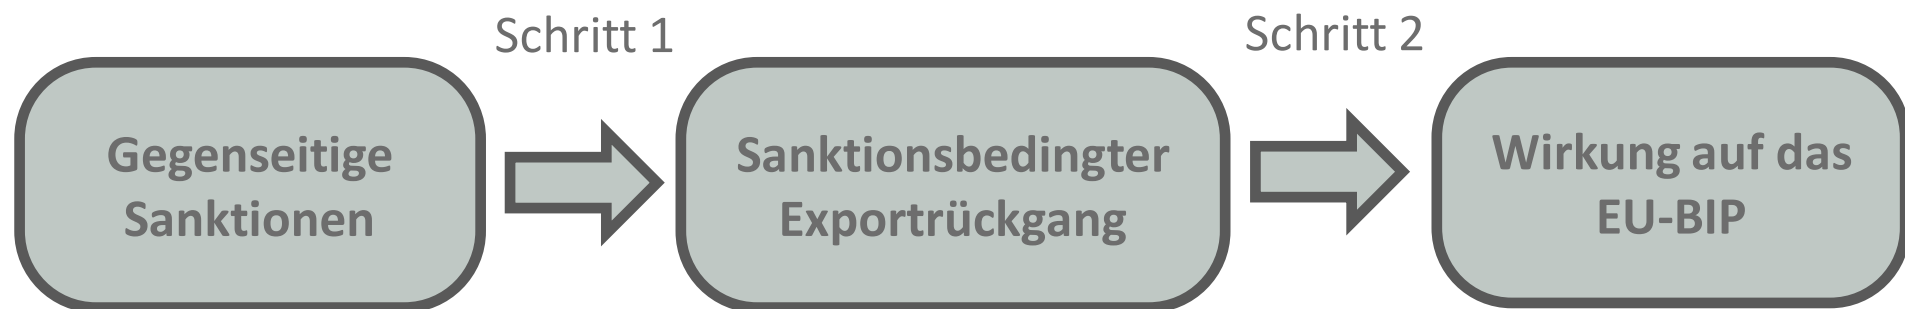 Schritt 1
Schritt 2
Gegenseitige
Sanktionen
Sanktionsbedingter
Exportrückgang
Wirkung auf das
EU-BIP